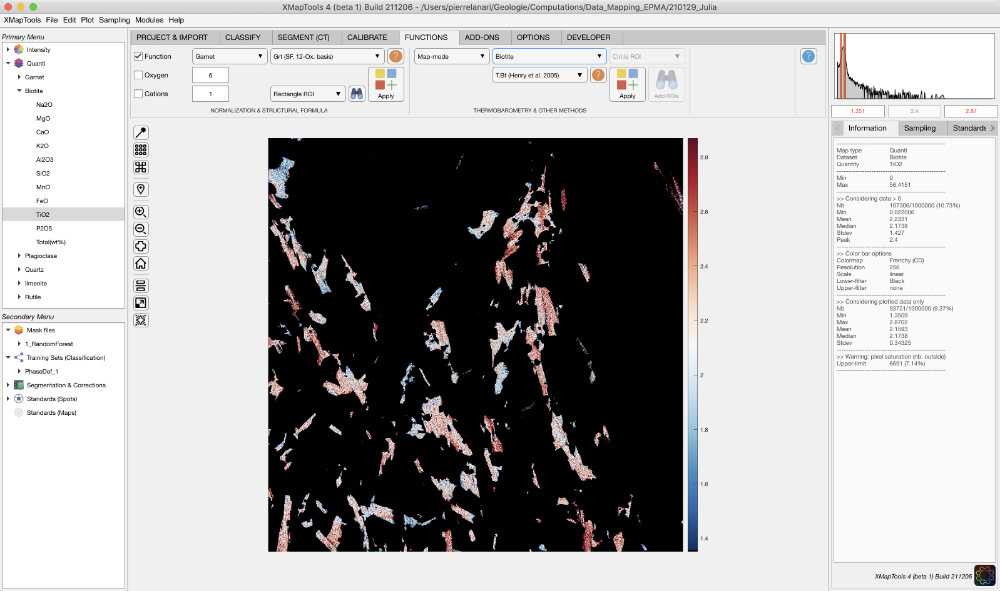 XMapTools 4 (beta 1) Build 211206 - /Users/pierrelanari/Geologie/Computations/Data_Mapping_EPMA/210129_Julia
XMapTools File Edit Plot Sampling Modules Help
Primary Menu
Intensity
Quanti
Garnet
Biotite
Na2O
MgO
CaO
K2O
Al2O3
SiO2
MnO
FeO
TiO2
P2O5
Total(wt%)
Plagioclase
Quartz
Ilmenite
Rutile
Secondary Menu
Mask files
1_RandomForest
Training Sets (Classification)
PhaseDef_1
Segmentation & Corrections
Standards (Spots)
Standards (Maps)
PROJECT & IMPORT CLASSIFY SEGMENT (CT) CALIBRATE FUNCTIONS ADD-ONS OPTIONS DEVELOPER
Function Garnet Grt (SF, 12-Ox. basis) ?
Oxygen 6
Cations 1 Rectangle ROI Apply
NORMALIZATION & STRUCTURAL FORMULA
Map-mode Biotite Circle ROI ?
T.Bt (Henry et al. 2005) ?
Apply Add ROIs
THERMOBAROMETRY & OTHER METHODS
2.8
2.6
2.4
2.2
2
1.8
1.6
1.4
1.351 2.4 2.87
Information Sampling Standards
Map type Quanti
Dataset Biotite
Quantity TiO2
Min 0
Max 56.4151
>> Considering data > 0
Nb 107306/1000000 (10.73%)
Min 0.022006
Mean 2.2331
Median 2.1738
Stdev 1.427
Peak 2.4
>> Color bar options
Colormap Frenchy (CC)
Resolution 256
Scale linear
Lower-filter Black
Upper-filter none
>> Considering plotted data only
Nb 93721/1000000 (9.37%)
Min 1.3509
Max 2.8702
Mean 2.1593
Median 2.1738
Stdev 0.34325
>> Warning: pixel saturation (nb. outside)
Upper-limit 6691 (7.14%)
XMapTools 4 (beta 1) Build 211206